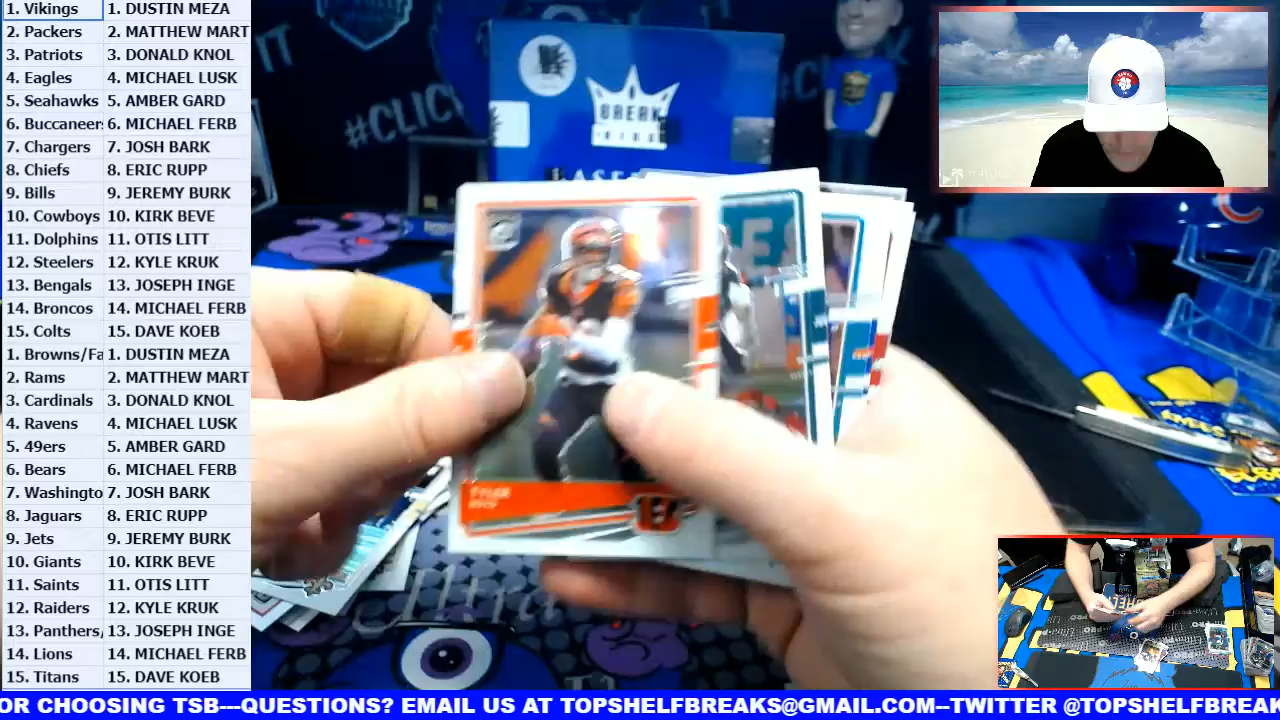 1. Vikings 1. DUSTIN MEZA
2. Packers 2. MATTHEW MART
3. Patriots 3. DONALD KNOL
4. Eagles 4. MICHAEL LUSK
5. Seahawks 5. AMBER GARD
6. Buccaneers 6. MICHAEL FERB
7. Chargers 7. JOSH BARK
8. Chiefs 8. ERIC RUPP
9. Bills 9. JEREMY BURK
10. Cowboys 10. KIRK BEVE
11. Dolphins 11. OTIS LITT
12. Steelers 12. KYLE KRUK
13. Bengals 13. JOSEPH INGE
14. Broncos 14. MICHAEL FERB
15. Colts 15. DAVE KOEB
1. Browns/Fa 1. DUSTIN MEZA
2. Rams 2. MATTHEW MART
3. Cardinals 3. DONALD KNOL
4. Ravens 4. MICHAEL LUSK
5. 49ers 5. AMBER GARD
6. Bears 6. MICHAEL FERB
7. Washingto 7. JOSH BARK
8. Jaguars 8. ERIC RUPP
9. Jets 9. JEREMY BURK
10. Giants 10. KIRK BEVE
11. Saints 11. OTIS LITT
12. Raiders 12. KYLE KRUK
13. Panthers/ 13. JOSEPH INGE
14. Lions 14. MICHAEL FERB
15. Titans 15. DAVE KOEB
#CLIC
BREAK
KING
TYLER
BOYD
OR CHOOSING TSB---QUESTIONS? EMAIL US AT TOPSHELFBREAKS@GMAIL.COM--TWITTER @TOPSHELFBREAK